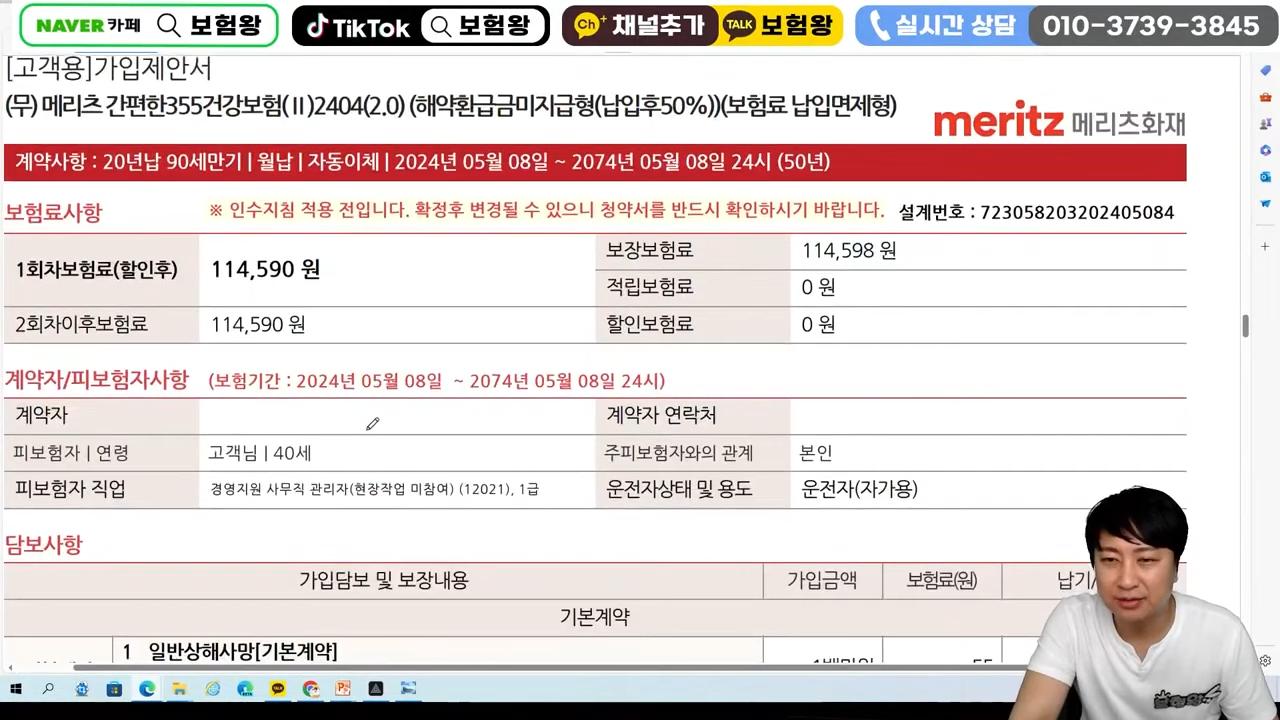 NAVER 카페 보험왕
TikTok 보험왕
Ch+ 채널추가 TALK 보험왕
실시간 상담 010-3739-3845
[고객용]가입제안서
(무) 메리츠 간편한355건강보험(Ⅱ)2404(2.0) (해약환급금미지급형(납입후50%))(보험료 납입면제형)
meritz 메리츠화재
계약사항 : 20년납 90세만기 | 월납 | 자동이체 | 2024년 05월 08일 ~ 2074년 05월 08일 24시 (50년)
보험료사항 ※ 인수지침 적용 전입니다. 확정후 변경될 수 있으니 청약서를 반드시 확인하시기 바랍니다. 설계번호 : 723058203202405084
1회차보험료(할인후) 114,590 원 보장보험료 114,598 원
적립보험료 0 원
2회차이후보험료 114,590 원 할인보험료 0 원
계약자/피보험자사항 (보험기간 : 2024년 05월 08일 ~ 2074년 05월 08일 24시)
계약자 계약자 연락처
피보험자 | 연령 고객님 | 40세 주피보험자와의 관계 본인
피보험자 직업 경영지원 사무직 관리자(현장작업 미참여) (12021), 1급 운전자상태 및 용도 운전자(자가용)
담보사항
가입담보 및 보장내용 가입금액 보험료(원) 납기/
기본계약
1 일반상해사망[기본계약]